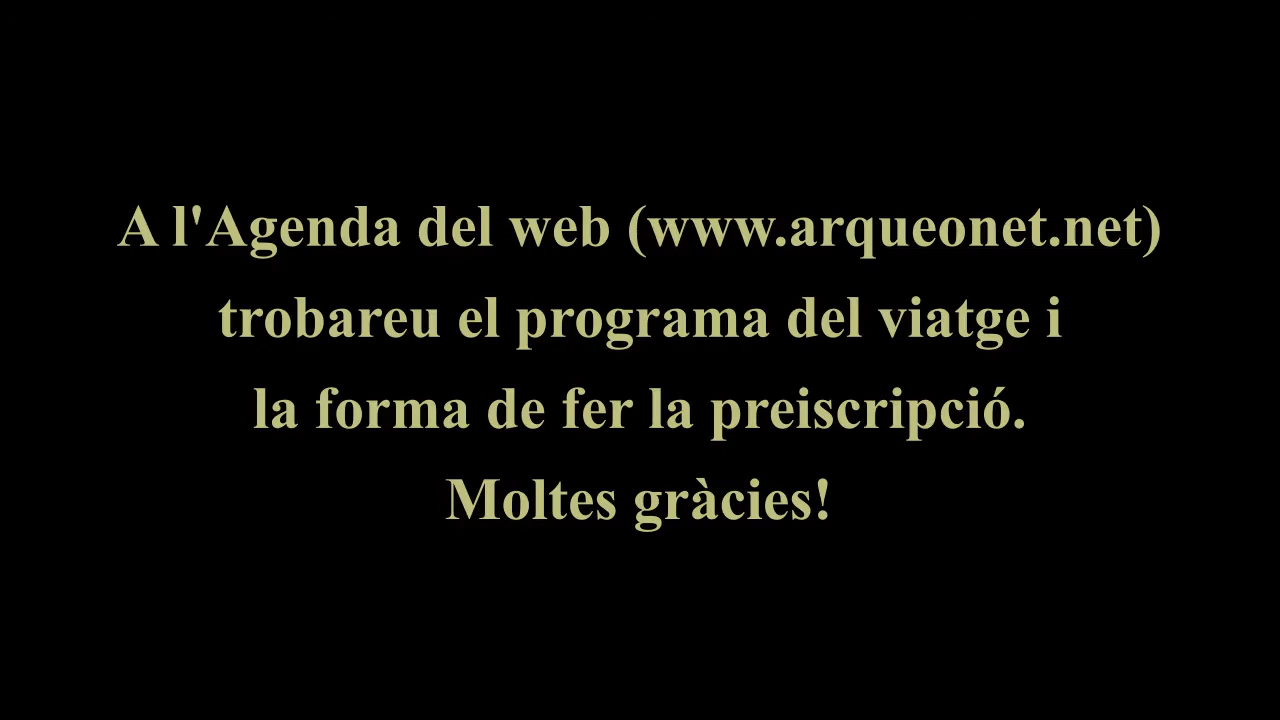 A l'Agenda del web (www.arqueonet.net)
trobareu el programa del viatge i
la forma de fer la preiscripció.
Moltes gràcies!